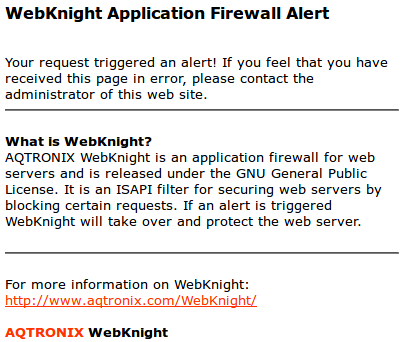 WebKnight Application Firewall Alert
Your request triggered an alert! If you feel that you have
received this page in error, please contact the
administrator of this web site.
What is WebKnight?
AQTRONIX WebKnight is an application firewall for web
servers and is released under the GNU General Public
License. It is an ISAPI filter for securing web servers by
blocking certain requests. If an alert is triggered
WebKnight will take over and protect the web server.
For more information on WebKnight:
http://www.aqtronix.com/WebKnight/
AQTRONIX WebKnight